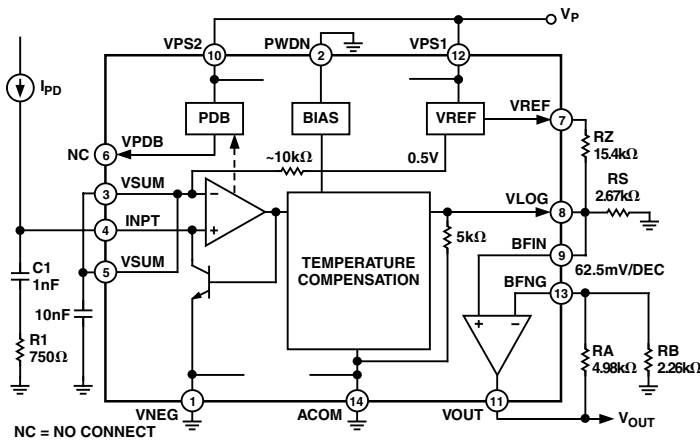 VP
VPS2
PWDN
VPS1
10
2
12
IPD
PDB
BIAS
VREF
VREF
7
RZ
15.4kΩ
NC
6
VPDB
~10kΩ
0.5V
RS
2.67kΩ
3
VSUM
−
VLOG
8
4
INPT
+
5kΩ
BFIN
9
C1
1nF
5
VSUM
TEMPERATURE
COMPENSATION
62.5mV/DEC
BFNG
13
10nF
+
−
R1
750Ω
RA
4.98kΩ
RB
2.26kΩ
1
14
11
VNEG
ACOM
VOUT
VOUT
NC = NO CONNECT